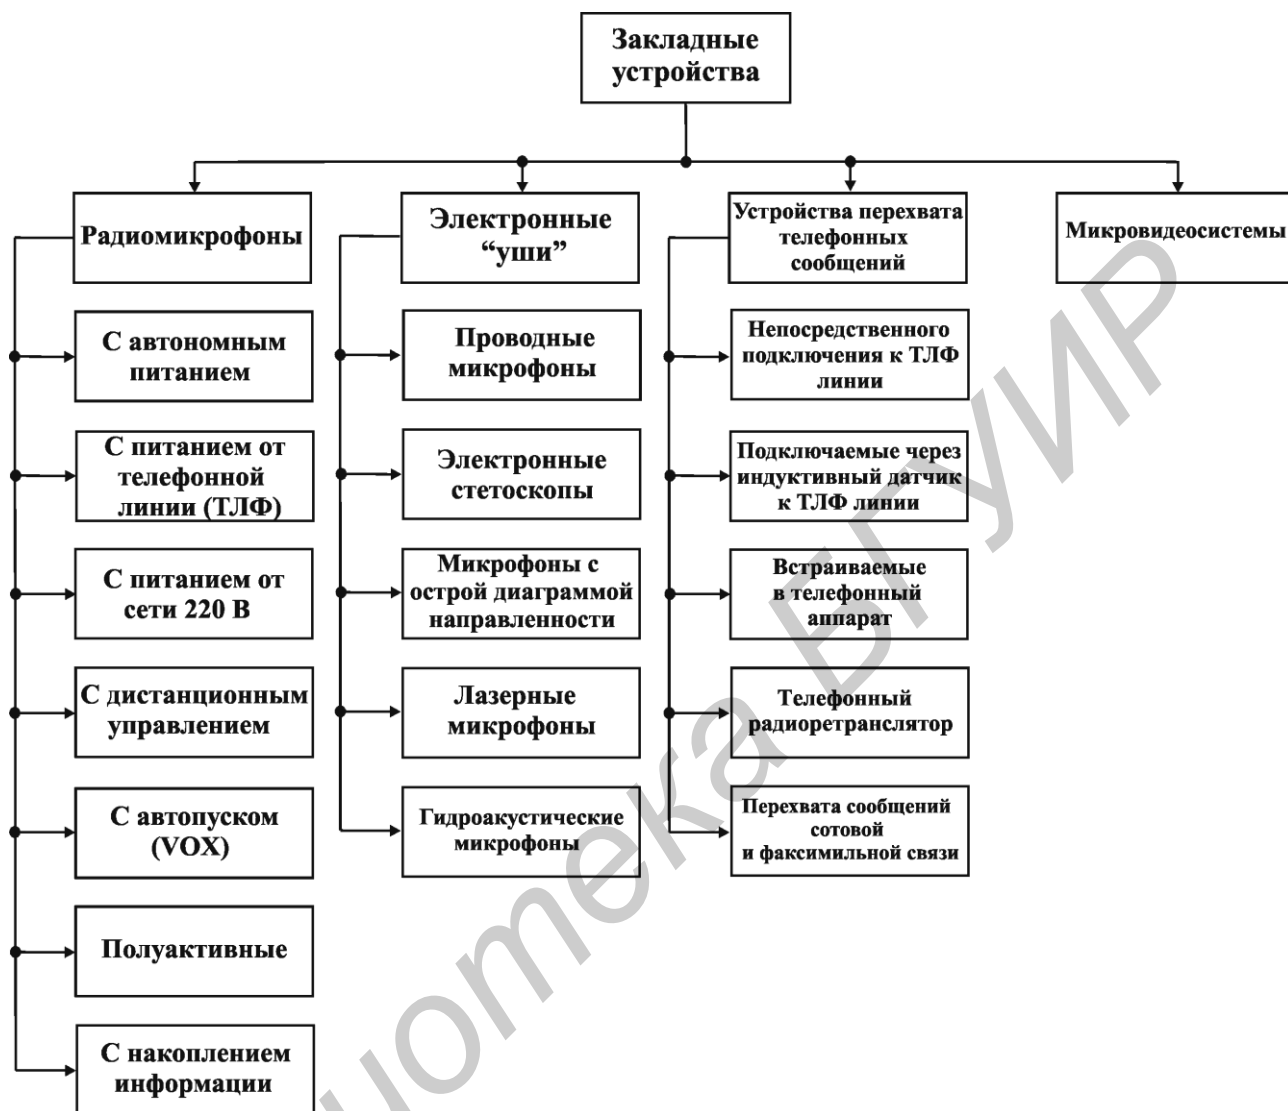 Закладные
устройства
Радиомикрофоны
С автономным
питанием
С питанием от
телефонной
линии (ТЛФ)
С питанием от
сети 220 В
С дистанционным
управлением
С автопуском
(VOX)
Полуактивные
С накоплением
информации
Электронные
“уши”
Проводные
микрофоны
Электронные
стетоскопы
Микрофоны с
острой диаграммой
направленности
Лазерные
микрофоны
Гидроакустические
микрофоны
Устройства перехвата
телефонных
сообщений
Непосредственного
подключения к ТЛФ
линии
Подключаемые через
индуктивный датчик
к ТЛФ линии
Встраиваемые
в телефонный
аппарат
Телефонный
радиоретранслятор
Перехвата сообщений
сотовой
и факсимильной связи
Микровидеосистемы
БГУИР